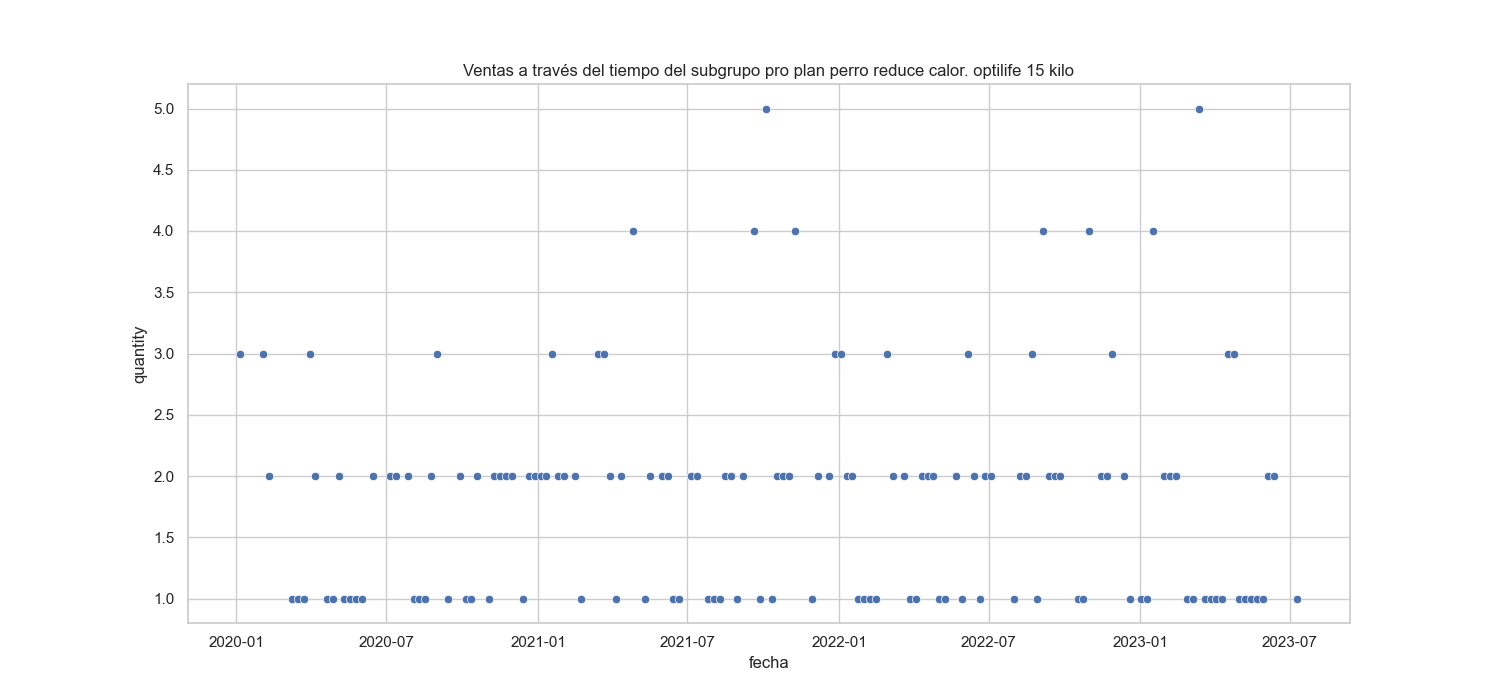 Ventas a través del tiempo del subgrupo pro plan perro reduce calor. optilife 15 kilo
5.0
4.5
4.0
3.5
3.0
2.5
2.0
1.5
1.0
quantity
2020-01 2020-07 2021-01 2021-07 2022-01 2022-07 2023-01 2023-07
fecha